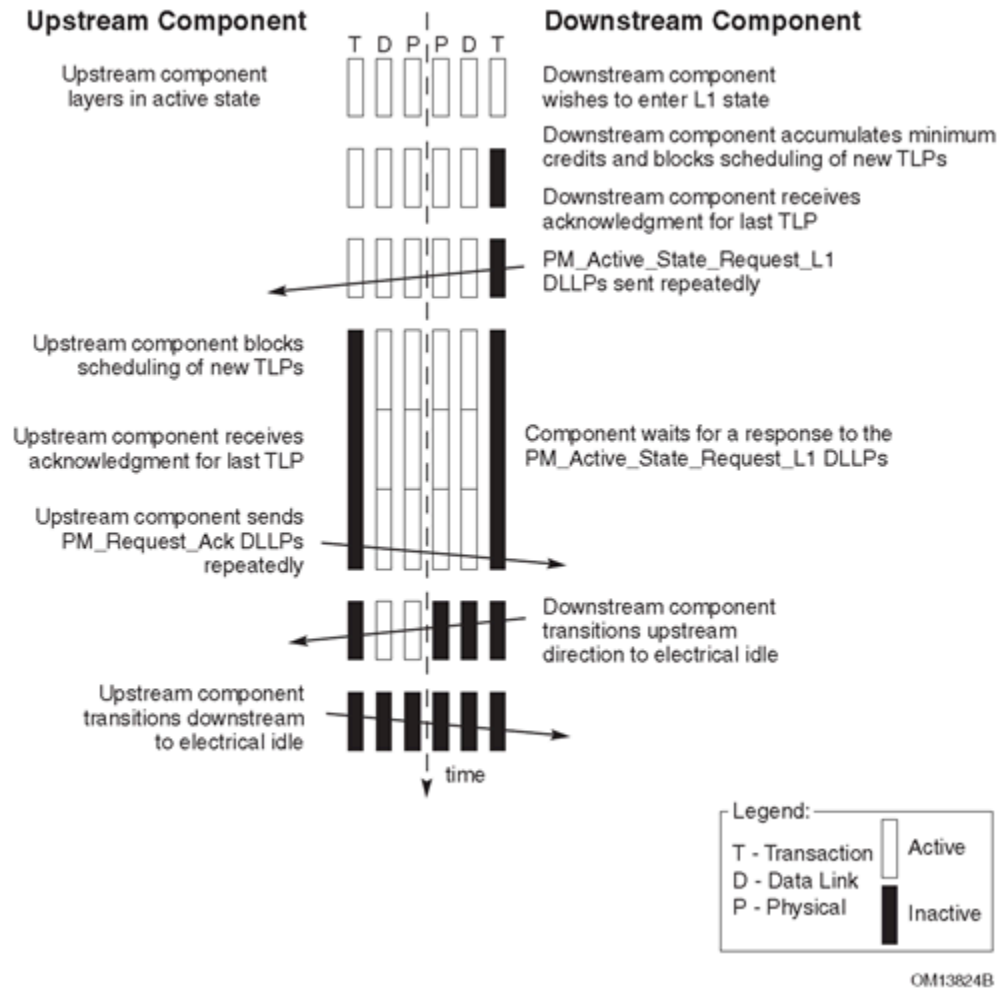 Upstream Component
Downstream Component
T D P P D T
Upstream component
layers in active state
Downstream component
wishes to enter L1 state
Downstream component accumulates minimum
credits and blocks scheduling of new TLPs
Downstream component receives
acknowledgment for last TLP
PM_Active_State_Request_L1
DLLPs sent repeatedly
Upstream component blocks
scheduling of new TLPs
Upstream component receives
acknowledgment for last TLP
Component waits for a response to the
PM_Active_State_Request_L1 DLLPs
Upstream component sends
PM_Request_Ack DLLPs
repeatedly
Downstream component
transitions upstream
direction to electrical idle
Upstream component
transitions downstream
to electrical idle
time
Legend:
T - Transaction
D - Data Link
P - Physical
Active
Inactive
OM13824B